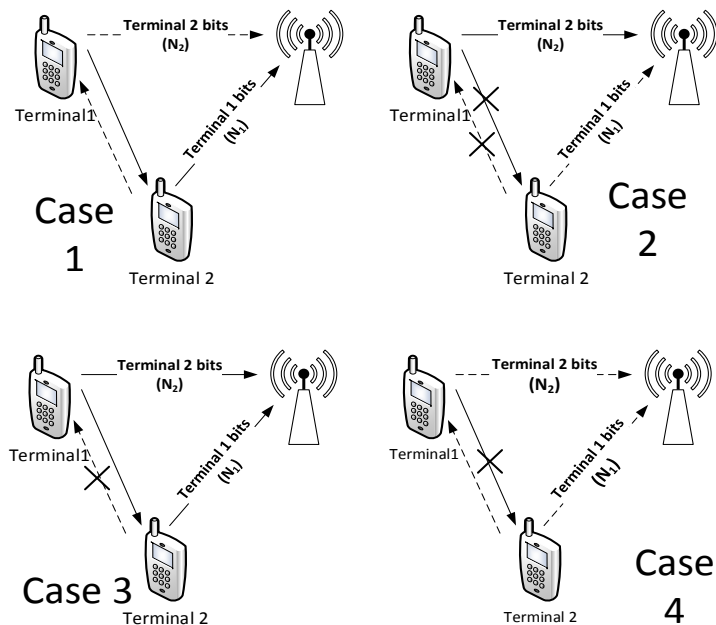 Terminal 2 bits
(N₂)
Terminal1
Terminal 1 bits
(N₁)
Case
1
Terminal 2
Terminal 2 bits
(N₂)
Terminal1
Terminal 1 bits
(N₁)
Case
2
Terminal 2
Terminal 2 bits
(N₂)
Terminal1
Terminal 1 bits
(N₁)
Case 3
Terminal 2
Terminal 2 bits
(N₂)
Terminal1
Terminal 1 bits
(N₁)
Case
4
Terminal 2